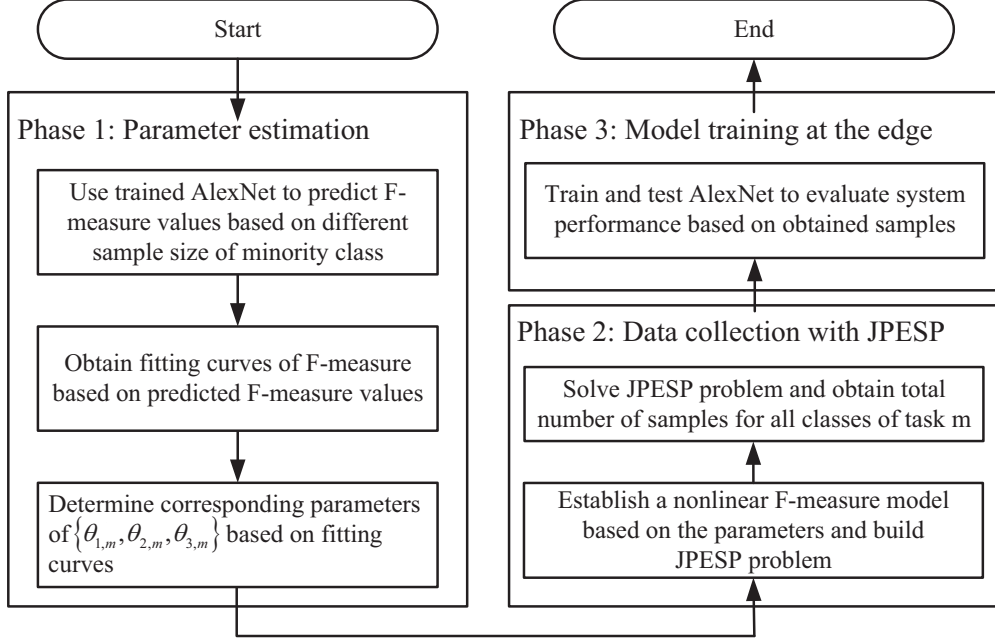 Start
Phase 1: Parameter estimation
Use trained AlexNet to predict F-
measure values based on different
sample size of minority class
Obtain fitting curves of F-measure
based on predicted F-measure values
Determine corresponding parameters
of {θ1,m, θ2,m, θ3,m} based on fitting
curves
End
Phase 3: Model training at the edge
Train and test AlexNet to evaluate system
performance based on obtained samples
Phase 2: Data collection with JPESP
Solve JPESP problem and obtain total
number of samples for all classes of task m
Establish a nonlinear F-measure model
based on the parameters and build
JPESP problem